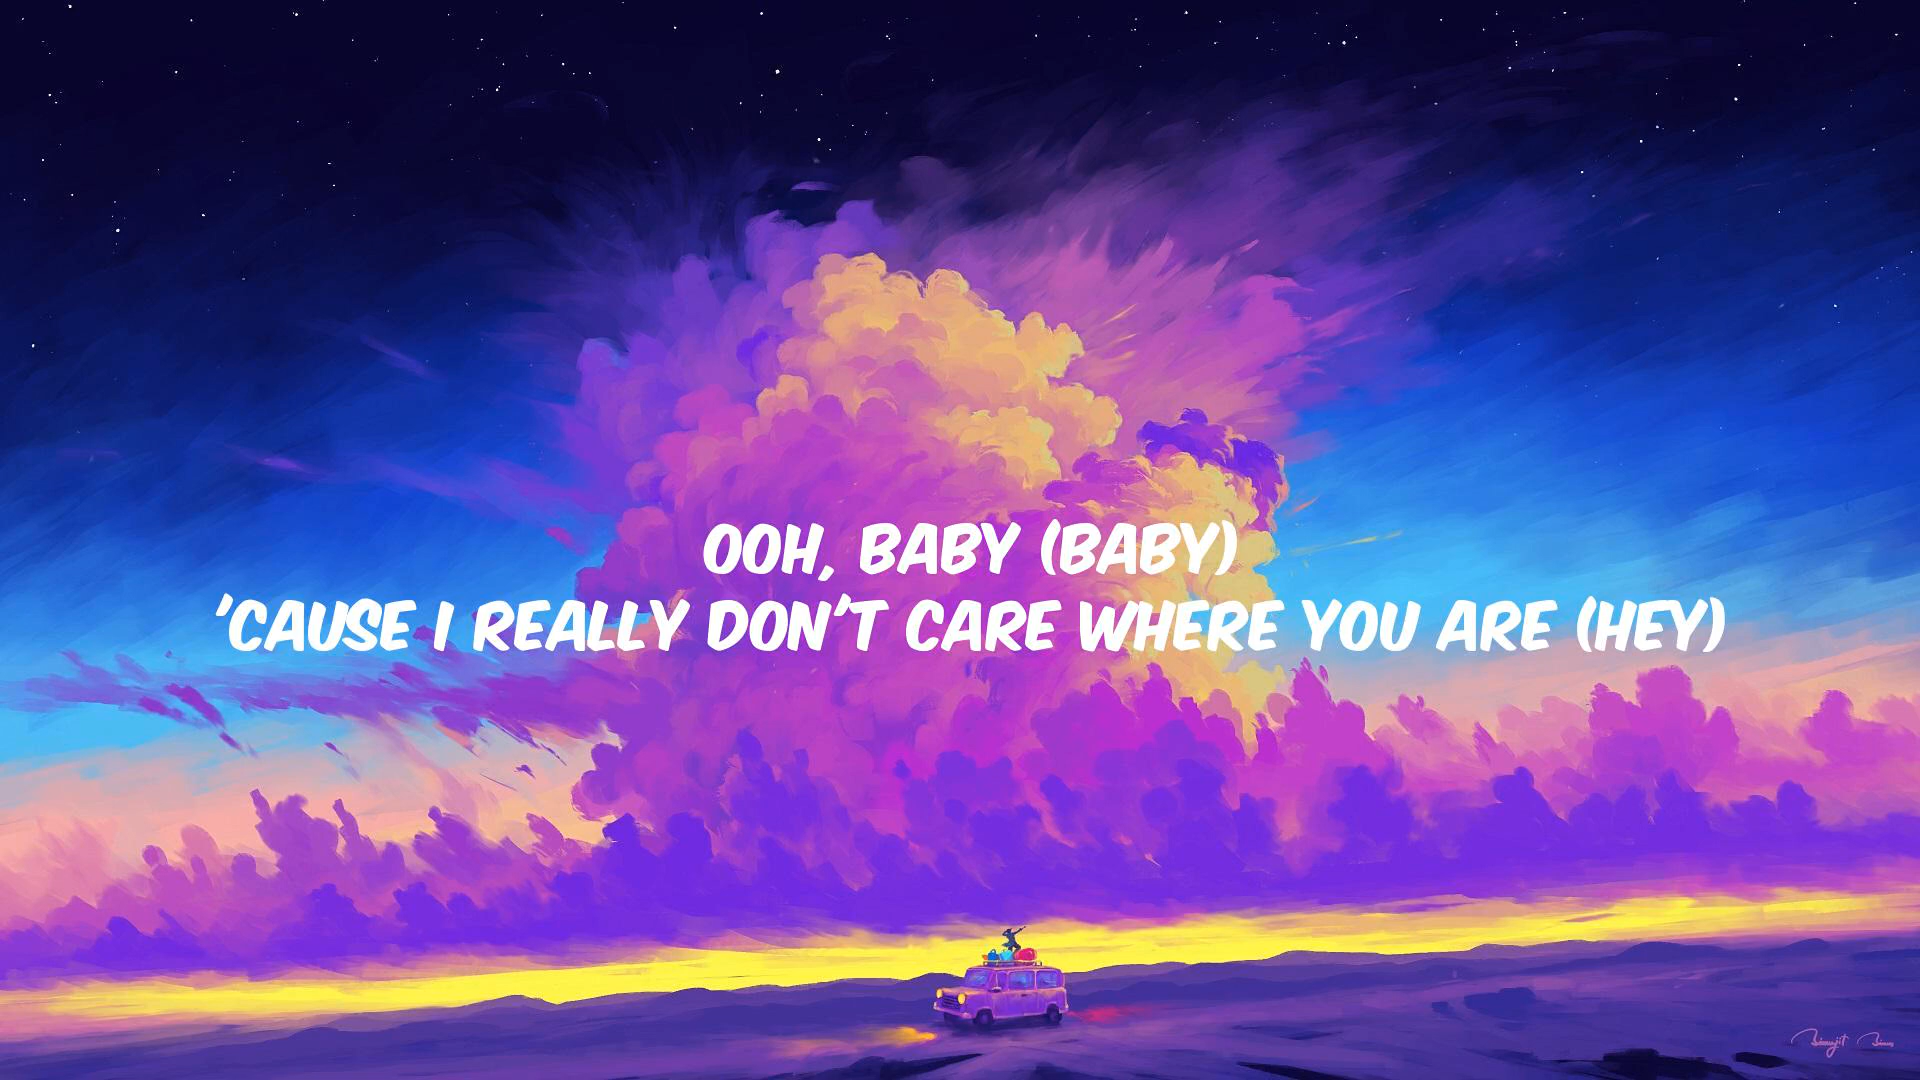 OOH, BABY (BABY)
'CAUSE I REALLY DON'T CARE WHERE YOU ARE (HEY)